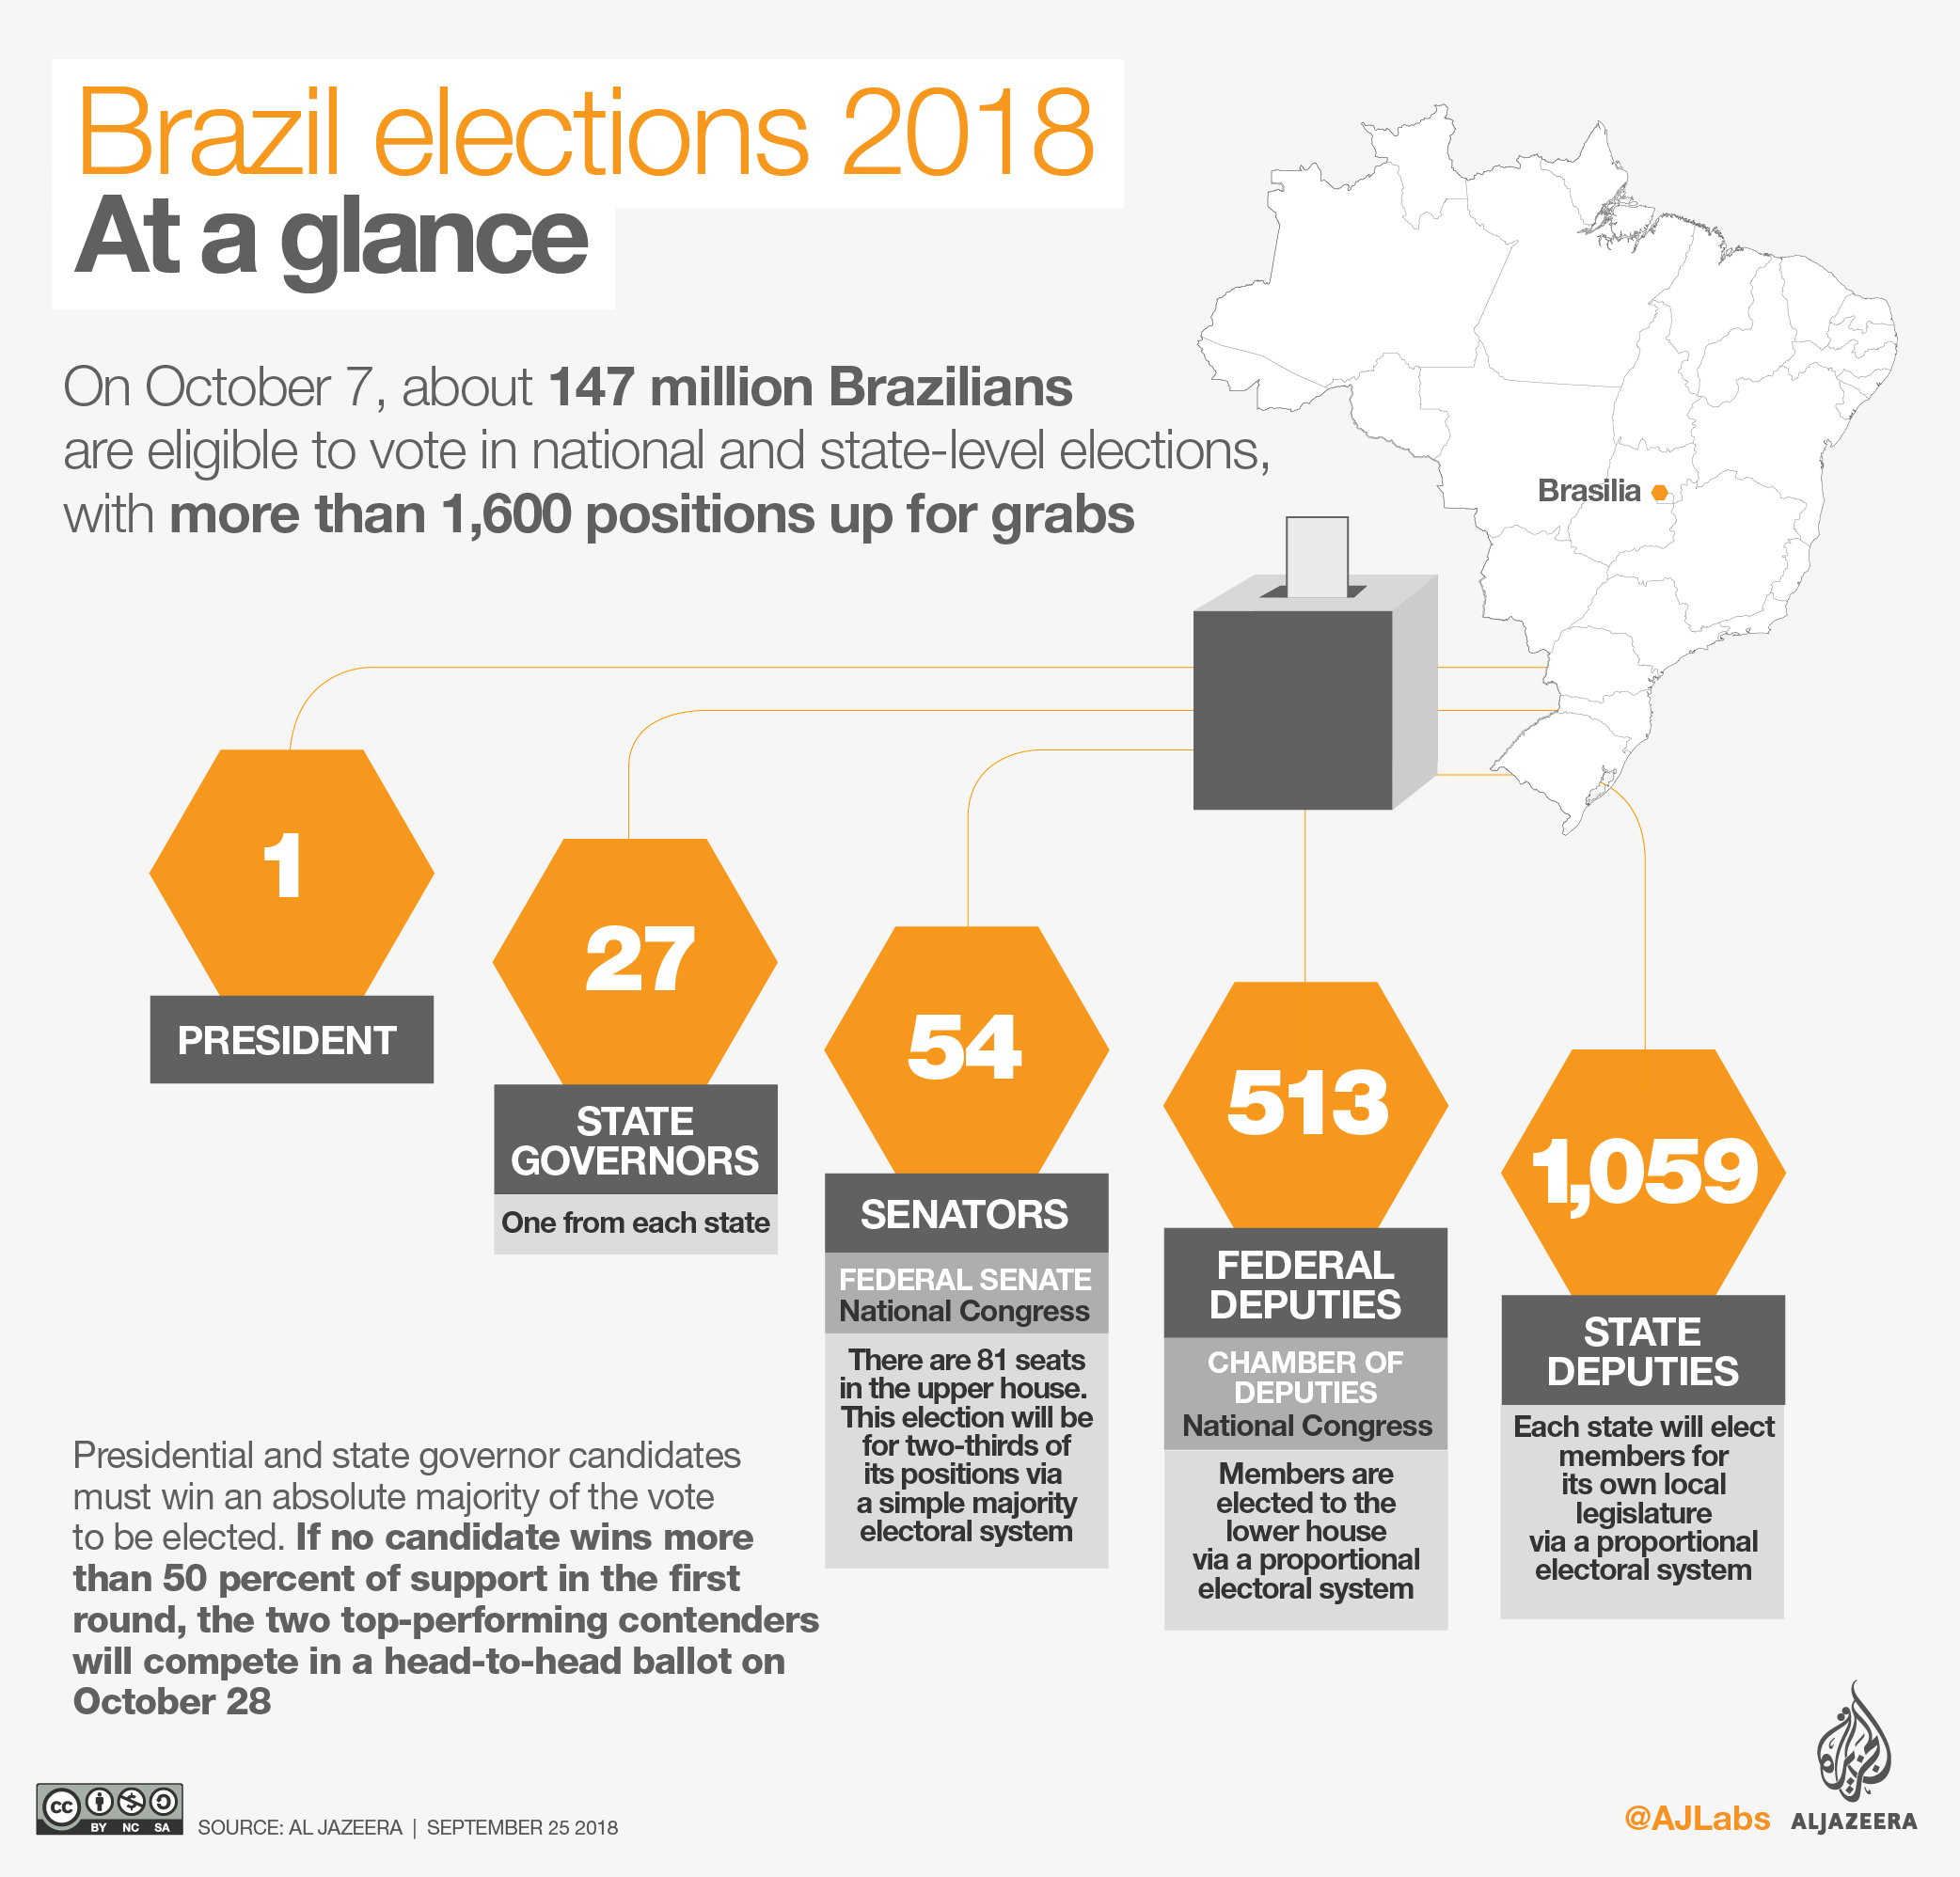 Brazil elections 2018
At a glance
On October 7, about 147 million Brazilians
are eligible to vote in national and state-level elections,
with more than 1,600 positions up for grabs
Brasilia
1
PRESIDENT
27
STATE
GOVERNORS
One from each state
54
SENATORS
FEDERAL SENATE
National Congress
There are 81 seats
in the upper house.
This election will be
for two-thirds of
its positions via
a simple majority
electoral system
513
FEDERAL
DEPUTIES
CHAMBER OF
DEPUTIES
National Congress
Members are
elected to the
lower house
via a proportional
electoral system
1,059
STATE
DEPUTIES
Each state will elect
members for
its own local
legislature
via a proportional
electoral system
Presidential and state governor candidates
must win an absolute majority of the vote
to be elected. If no candidate wins more
than 50 percent of support in the first
round, the two top-performing contenders
will compete in a head-to-head ballot on
October 28
cc BY NC SA
SOURCE: AL JAZEERA | SEPTEMBER 25 2018
@AJLabs
الجزيرة
ALJAZEERA